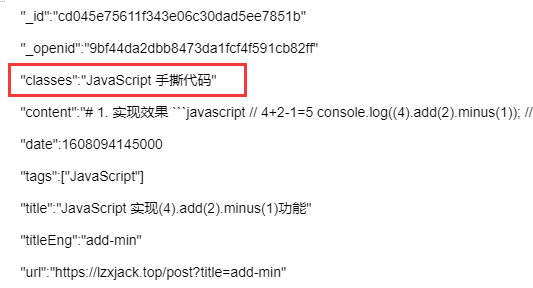 "_id":"cd045e75611f343e06c30dad5ee7851b"
"_openid":"9bf44da2dbb8473da1fcf4f591cb82ff"
"classes":"JavaScript 手撕代码"
"content":"# 1. 实现效果 ```javascript // 4+2-1=5 console.log((4).add(2).minus(1)); //
"date":1608094145000
"tags":["JavaScript"]
"title":"JavaScript 实现(4).add(2).minus(1)功能"
"titleEng":"add-min"
"url":"https://lzxjack.top/post?title=add-min"